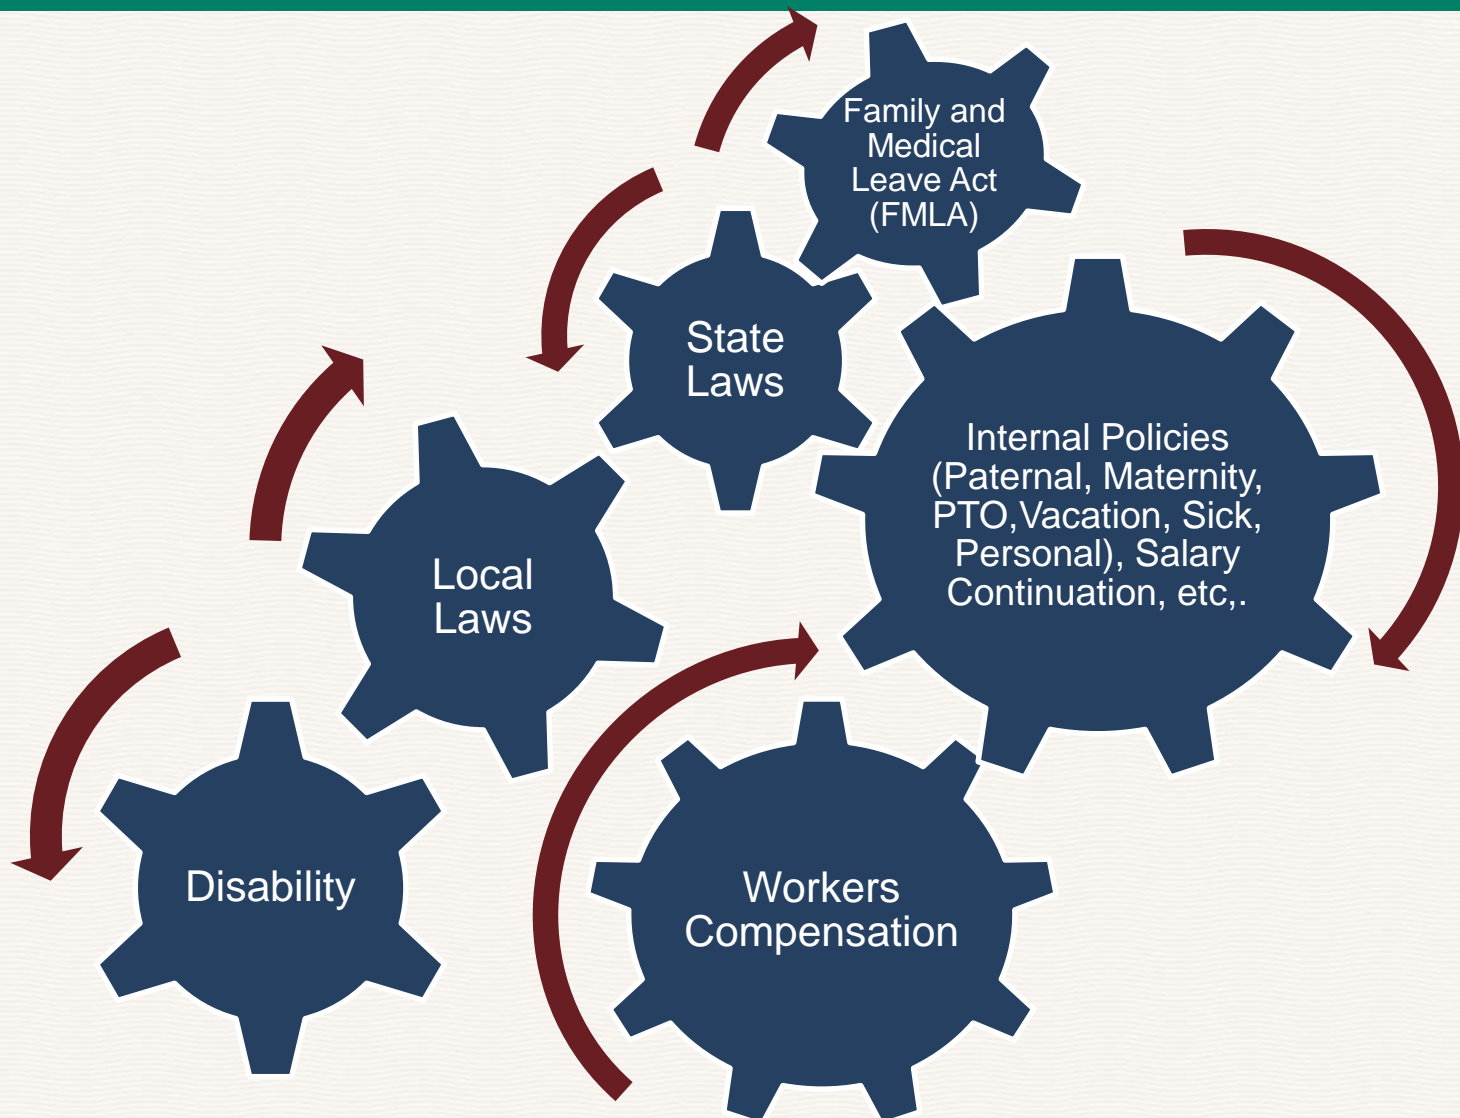 Family and
Medical
Leave Act
(FMLA)
State
Laws
Internal Policies
(Paternal, Maternity,
PTO,Vacation, Sick,
Personal), Salary
Continuation, etc,.
Local
Laws
Disability
Workers
Compensation